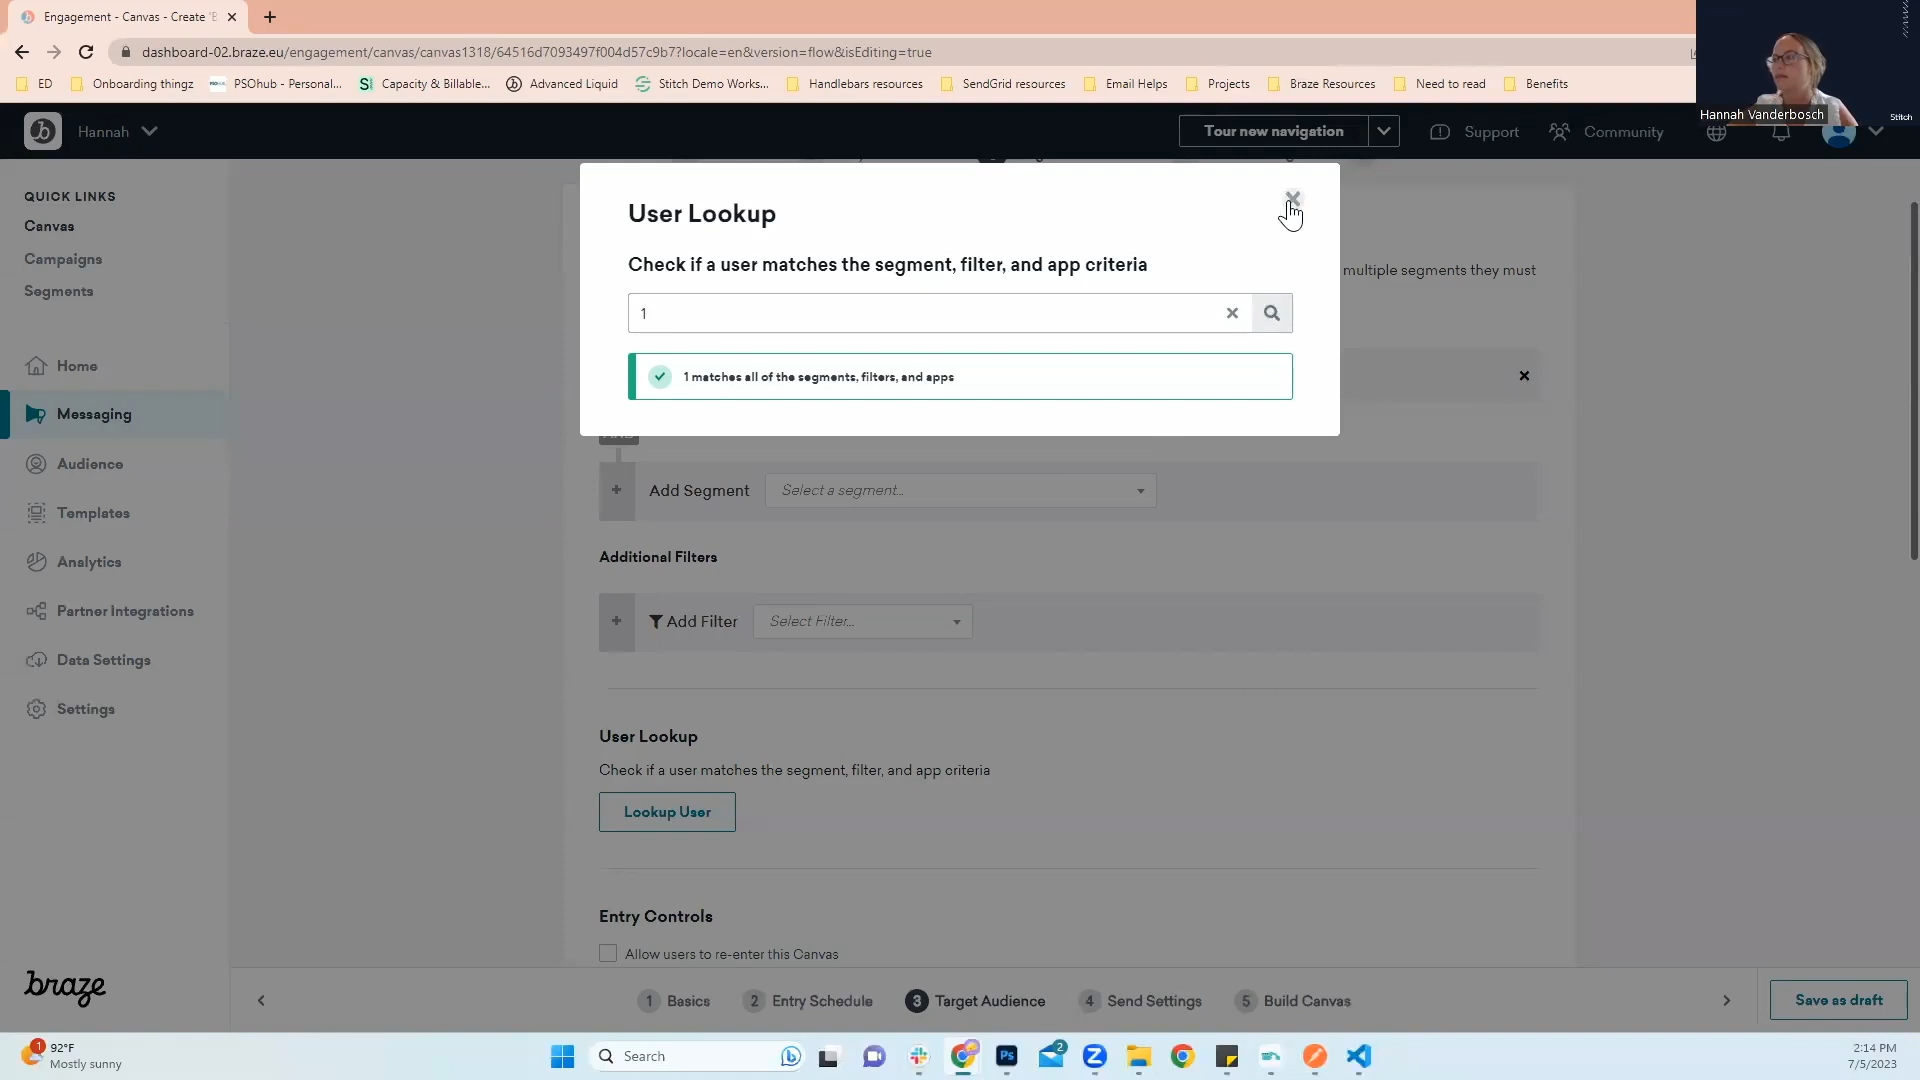 Engagement - Canvas - Create 'B
dashboard-02.braze.eu/engagement/canvas/canvas1318/64516d7093497f004d57c9b7?locale=en&version=flow&isEditing=true
ED
Onboarding thingz
PSOhub - Personal...
Capacity & Billable...
Advanced Liquid
Stitch Demo Works...
Handlebars resources
SendGrid resources
Email Helps
Projects
Braze Resources
Need to read
Benefits
Hannah Vanderbosch
Stitch
Hannah
Tour new navigation
Support
Community
QUICK LINKS
Canvas
Campaigns
Segments
Home
Messaging
Audience
Templates
Analytics
Partner Integrations
Data Settings
Settings
braze
User Lookup
Check if a user matches the segment, filter, and app criteria
1
1 matches all of the segments, filters, and apps
multiple segments they must
Add Segment
Select a segment...
Additional Filters
Add Filter
Select Filter...
User Lookup
Check if a user matches the segment, filter, and app criteria
Lookup User
Entry Controls
Allow users to re-enter this Canvas
1 Basics
2 Entry Schedule
3 Target Audience
4 Send Settings
5 Build Canvas
Save as draft
1
92°F
Mostly sunny
Search
Ps
2
2:14 PM
7/5/2023